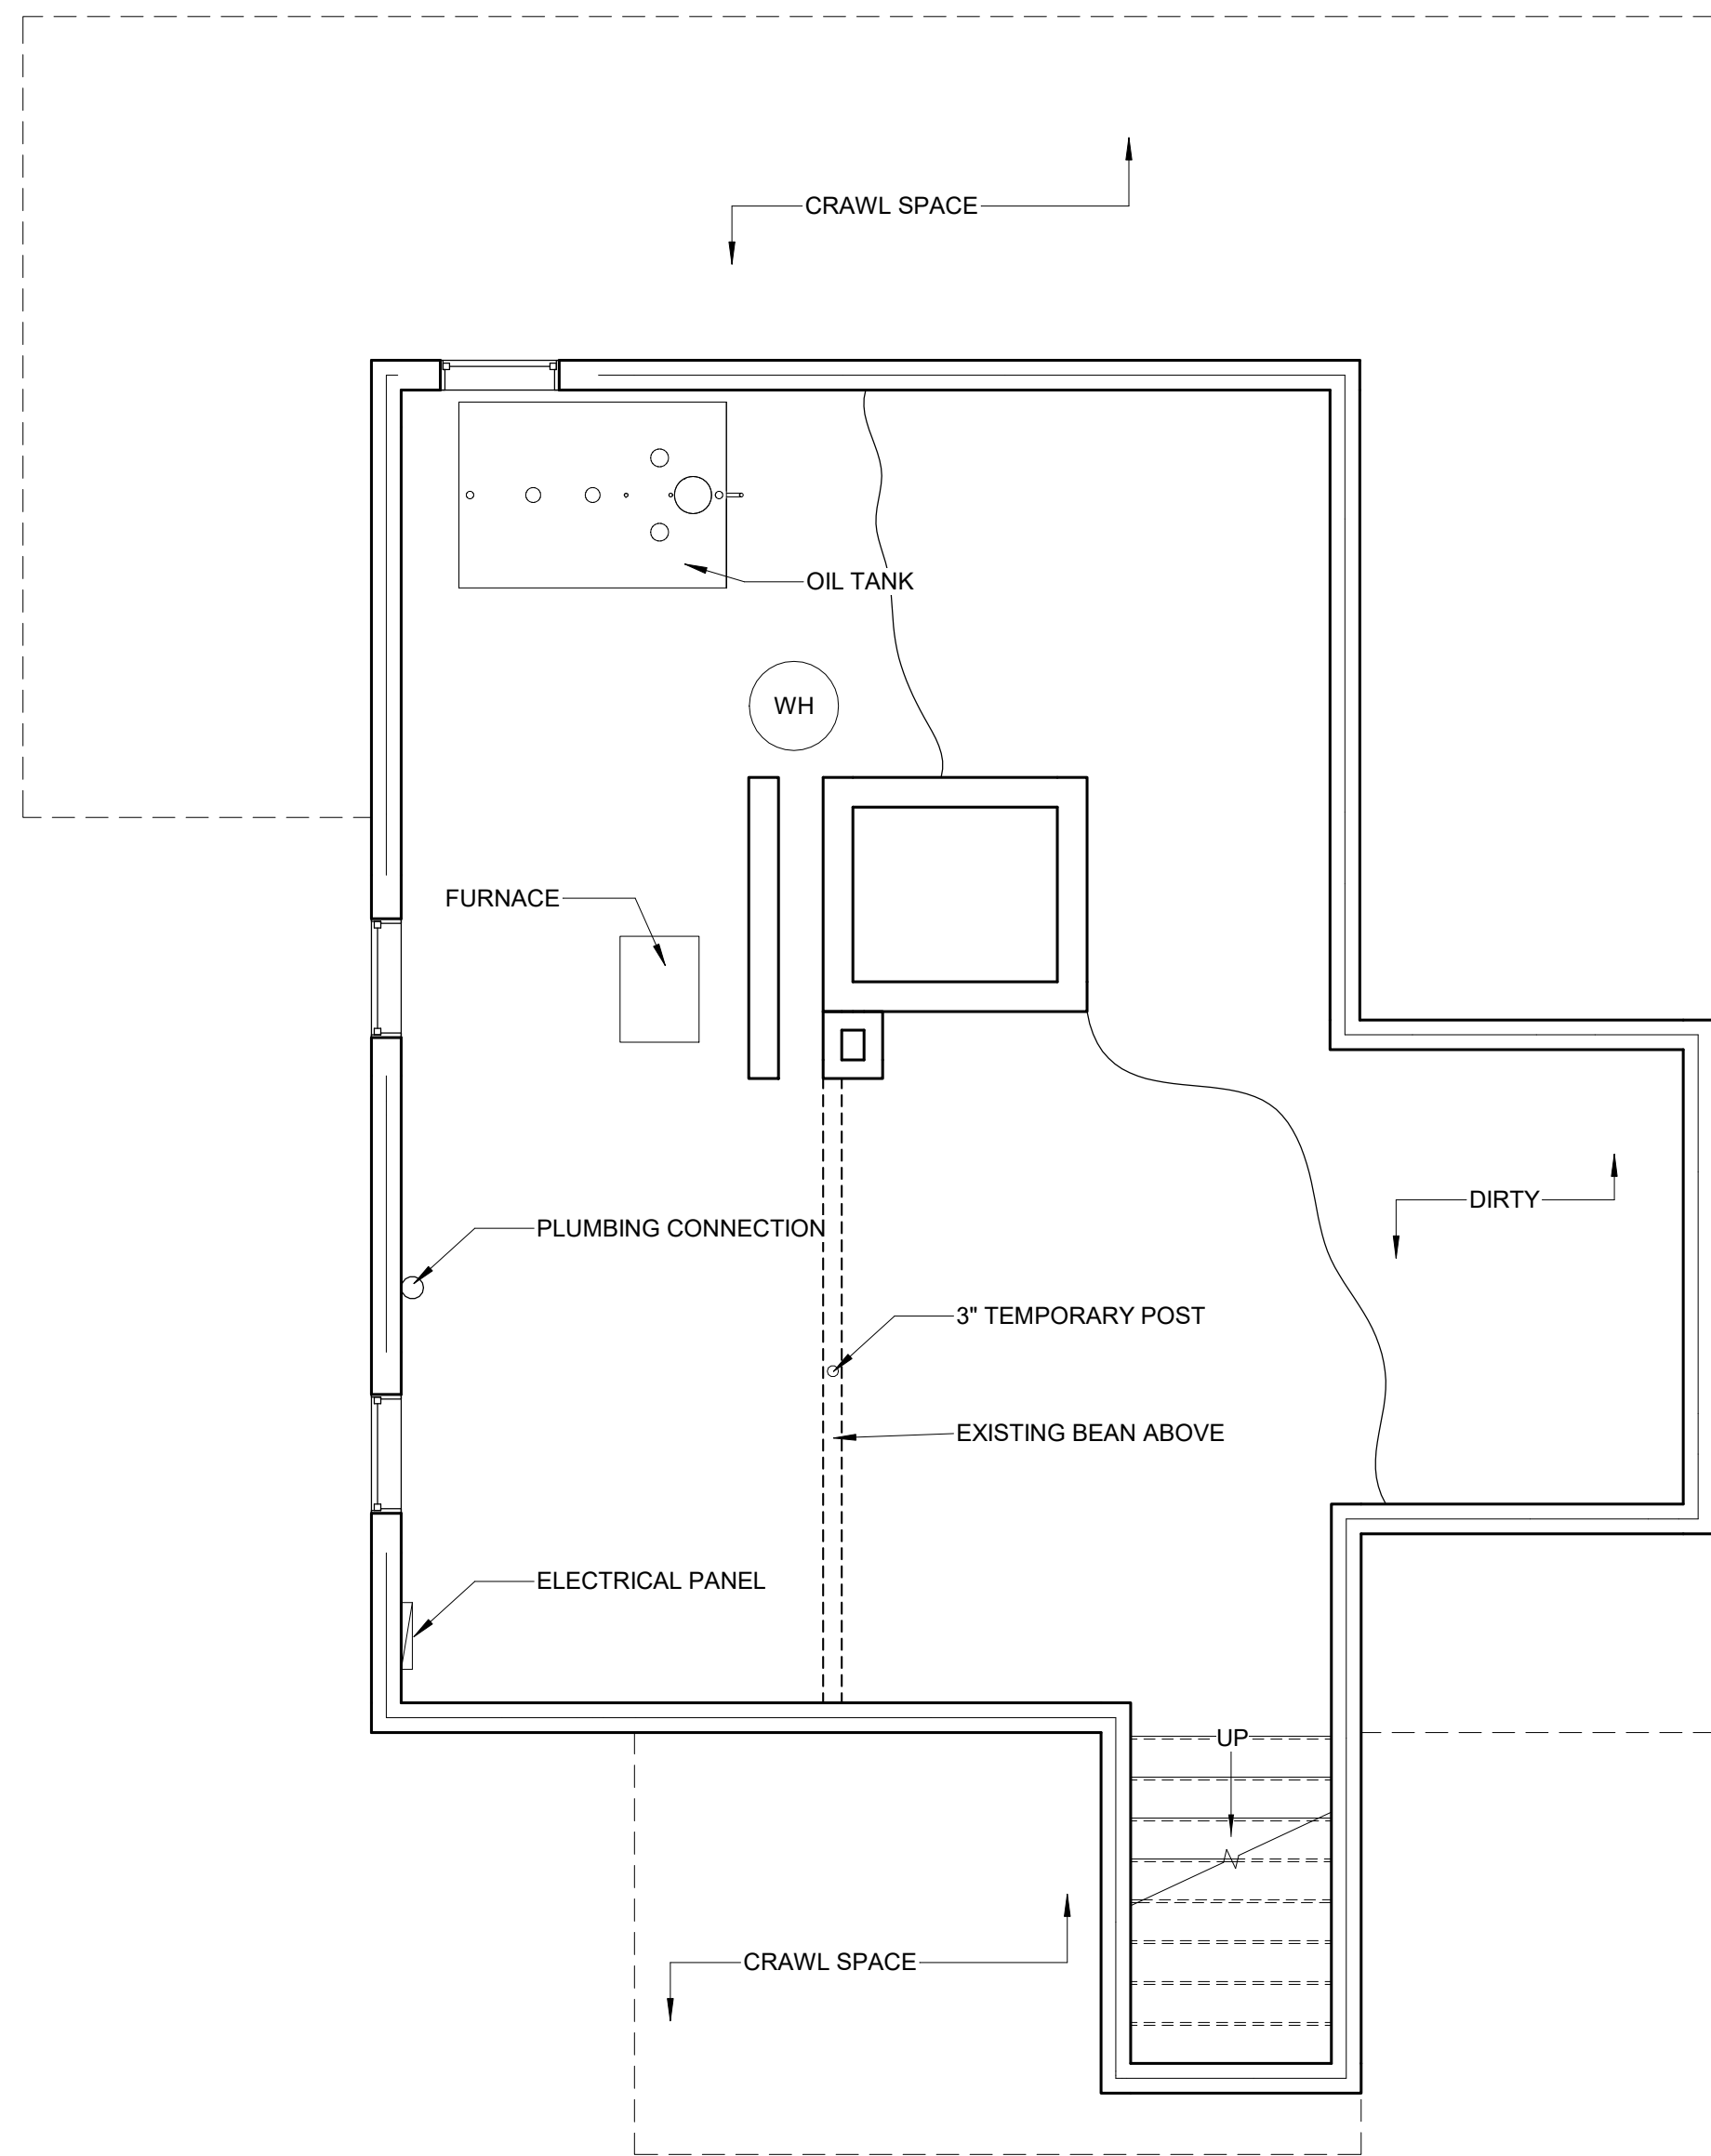 CRAWL SPACE
OIL TANK
WH
FURNACE
DIRTY
PLUMBING CONNECTION
3" TEMPORARY POST
EXISTING BEAN ABOVE
ELECTRICAL PANEL
UP
CRAWL SPACE